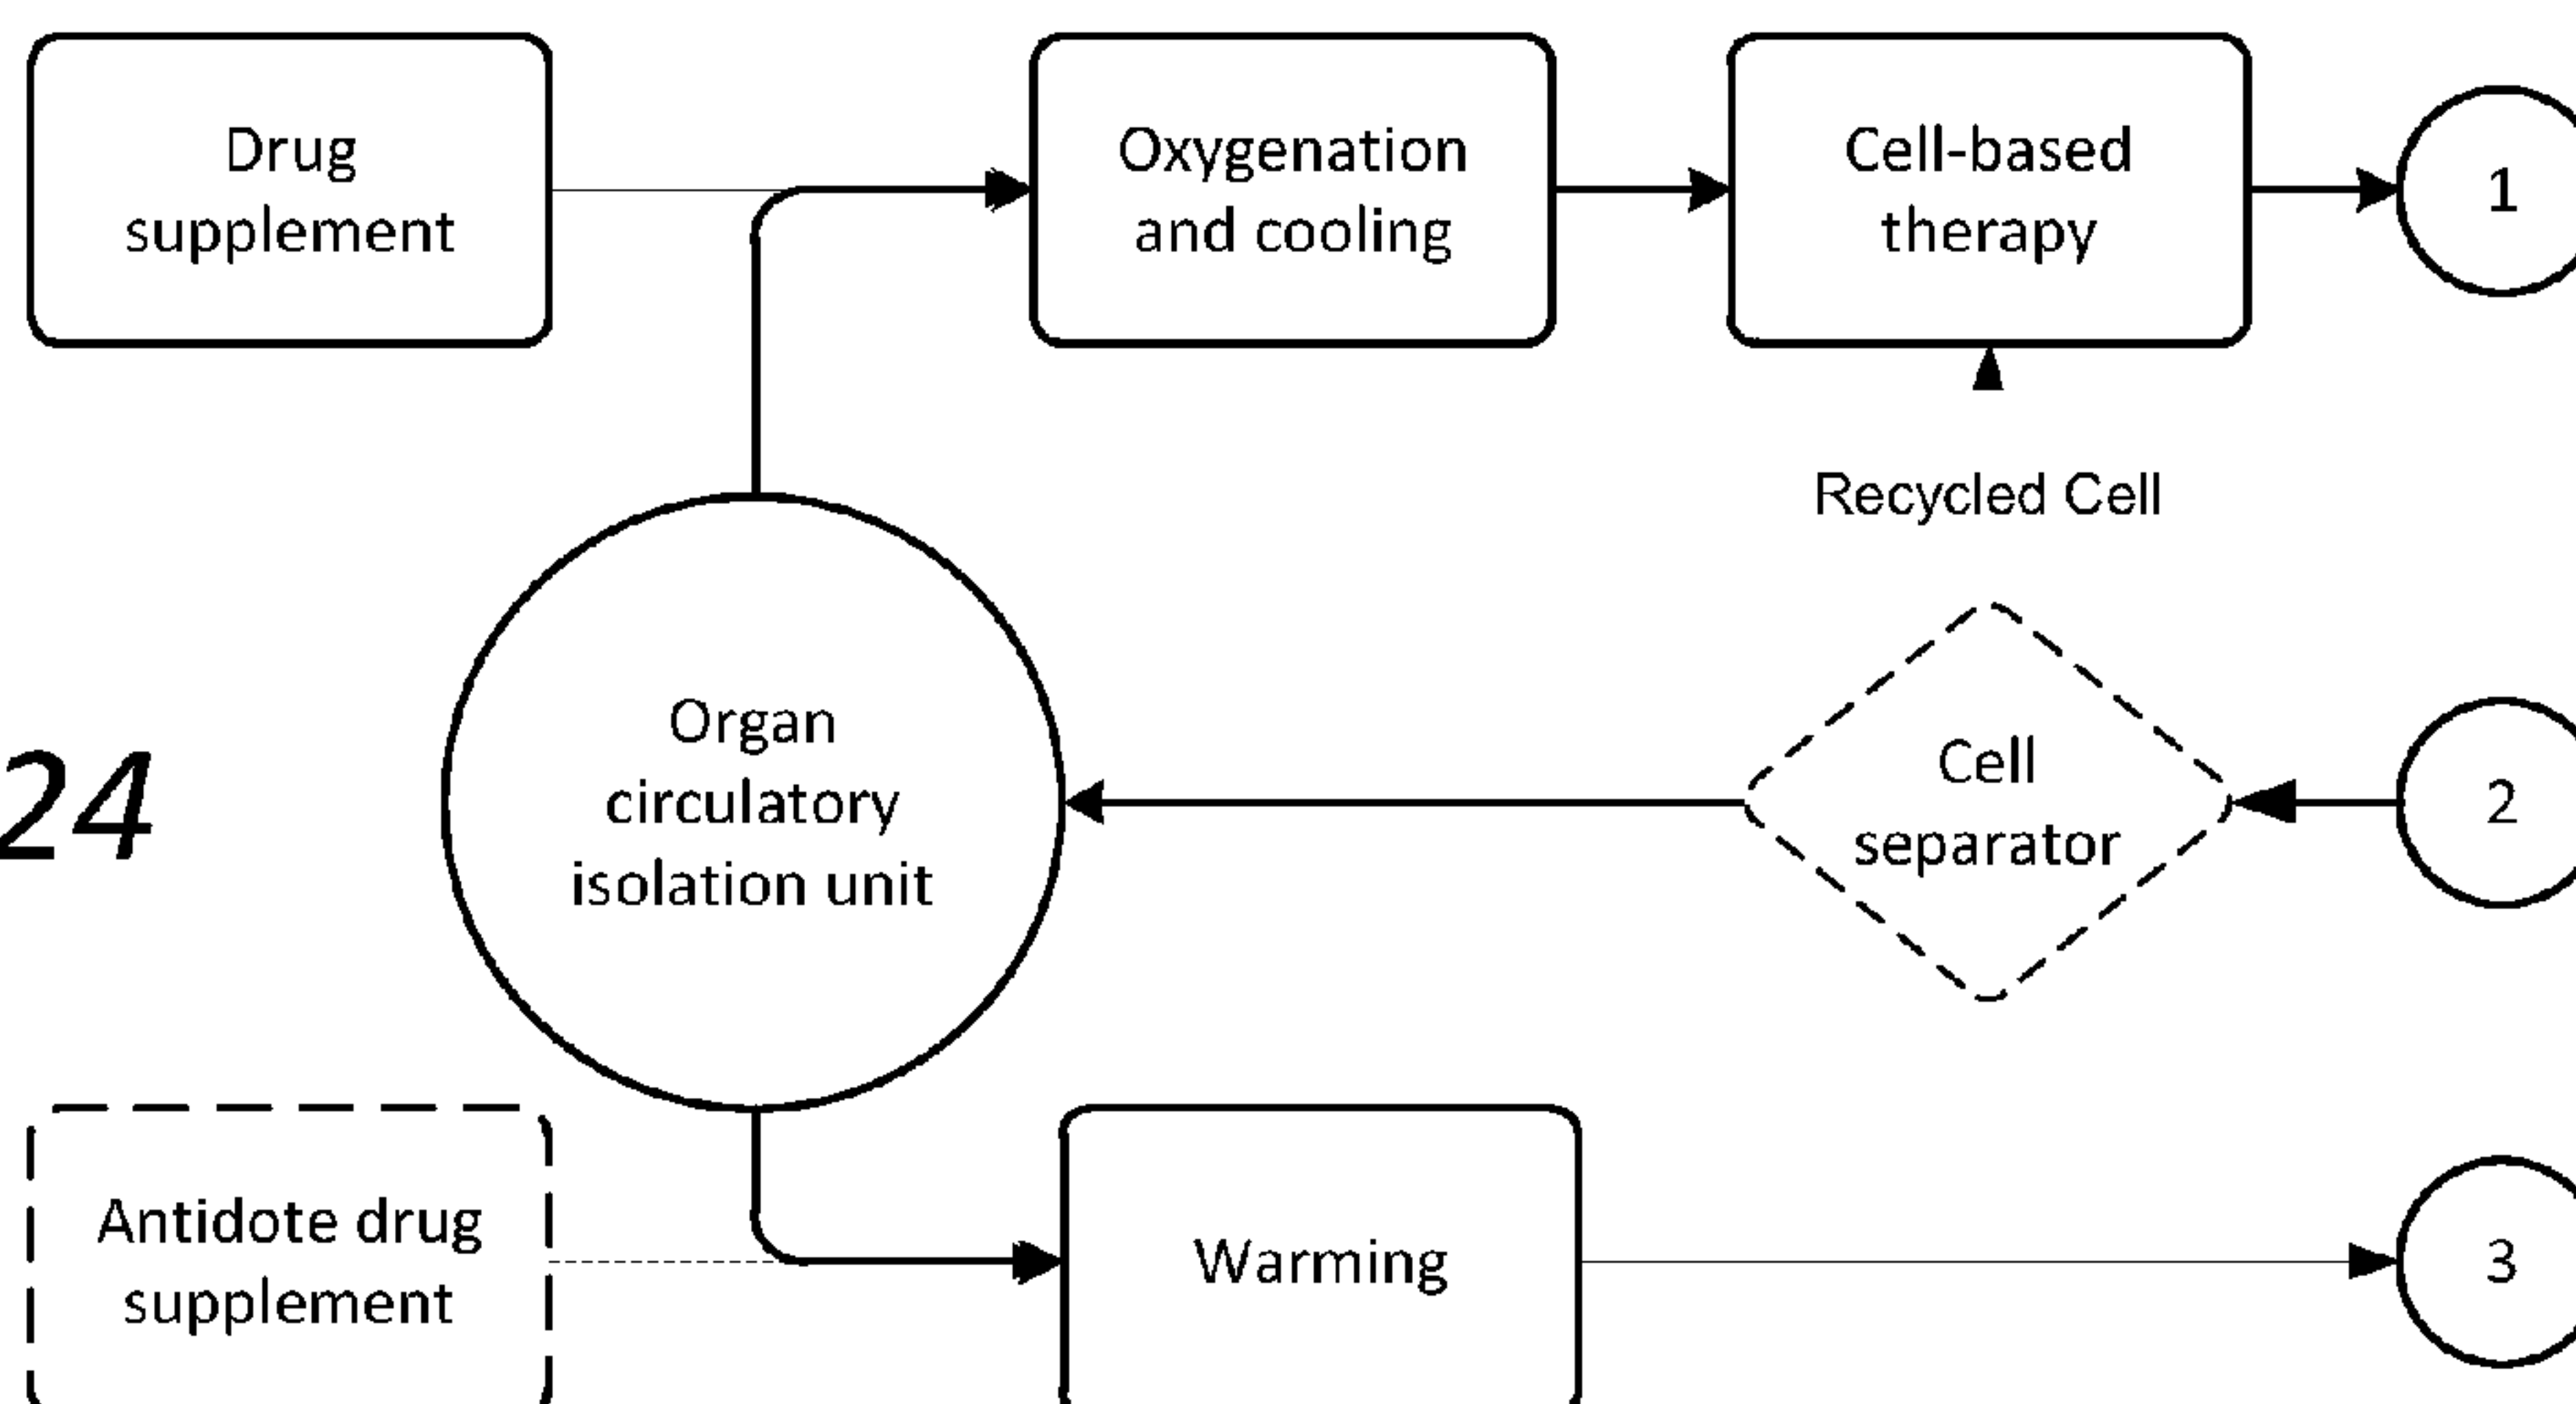 Drug
supplement
Oxygenation
and cooling
Cell-based
therapy
1
Recycled Cell
Organ
circulatory
isolation unit
Cell
separator
2
24
Antidote drug
supplement
Warming
3